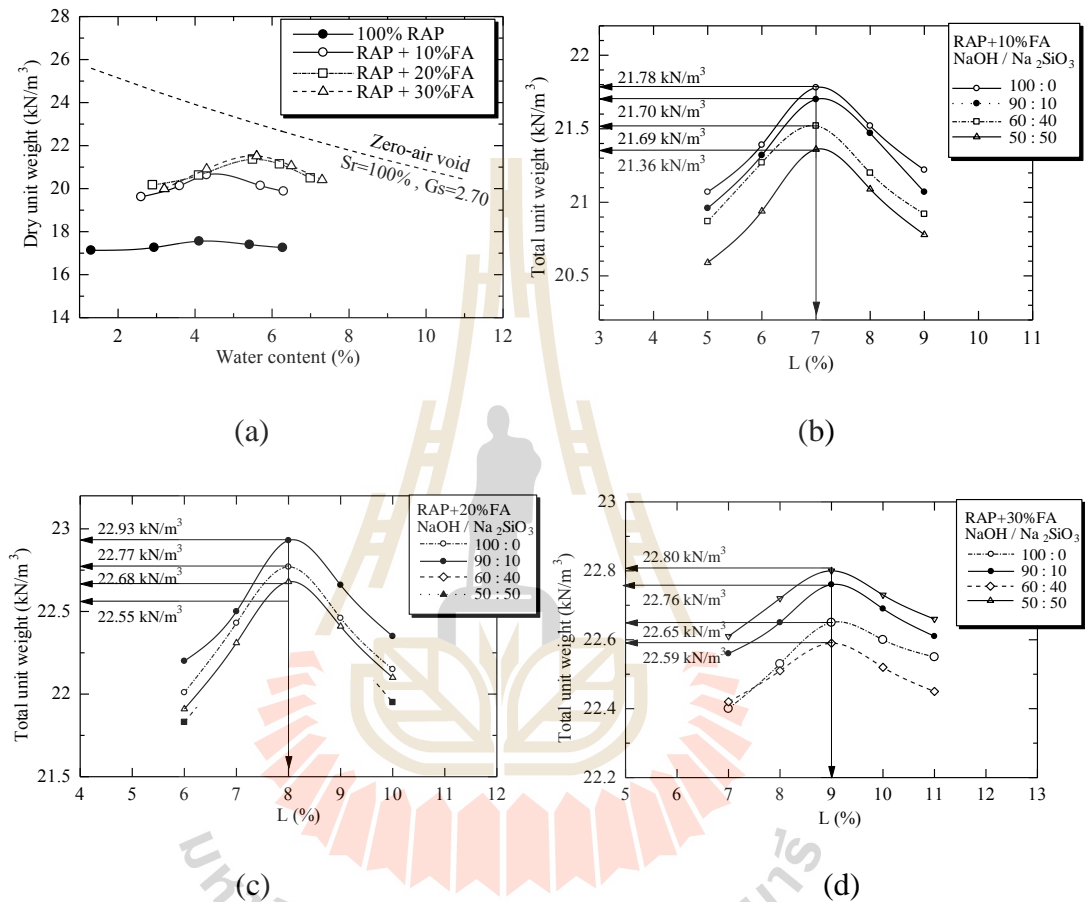 28
26
24
22
20
18
16
14
2 4 6 8 10 12
Dry unit weight (kN/m³)
Water content (%)
100% RAP
RAP + 10%FA
RAP + 20%FA
RAP + 30%FA
Zero-air void
Sr=100% , Gs=2.70
(a)
22
21.5
21
20.5
3 4 5 6 7 8 9 10 11
Total unit weight (kN/m³)
L (%)
21.78 kN/m³
21.70 kN/m³
21.69 kN/m³
21.36 kN/m³
RAP+10%FA
NaOH / Na₂SiO₃
100 : 0
90 : 10
60 : 40
50 : 50
(b)
23
22.5
22
21.5
4 5 6 7 8 9 10 11 12
Total unit weight (kN/m³)
L (%)
22.93 kN/m³
22.77 kN/m³
22.68 kN/m³
22.55 kN/m³
RAP+20%FA
NaOH / Na₂SiO₃
100 : 0
90 : 10
60 : 40
50 : 50
(c)
23
22.8
22.6
22.4
22.2
5 6 7 8 9 10 11 12 13
Total unit weight (kN/m³)
L (%)
22.80 kN/m³
22.76 kN/m³
22.65 kN/m³
22.59 kN/m³
RAP+30%FA
NaOH / Na₂SiO₃
100 : 0
90 : 10
60 : 40
50 : 50
(d)